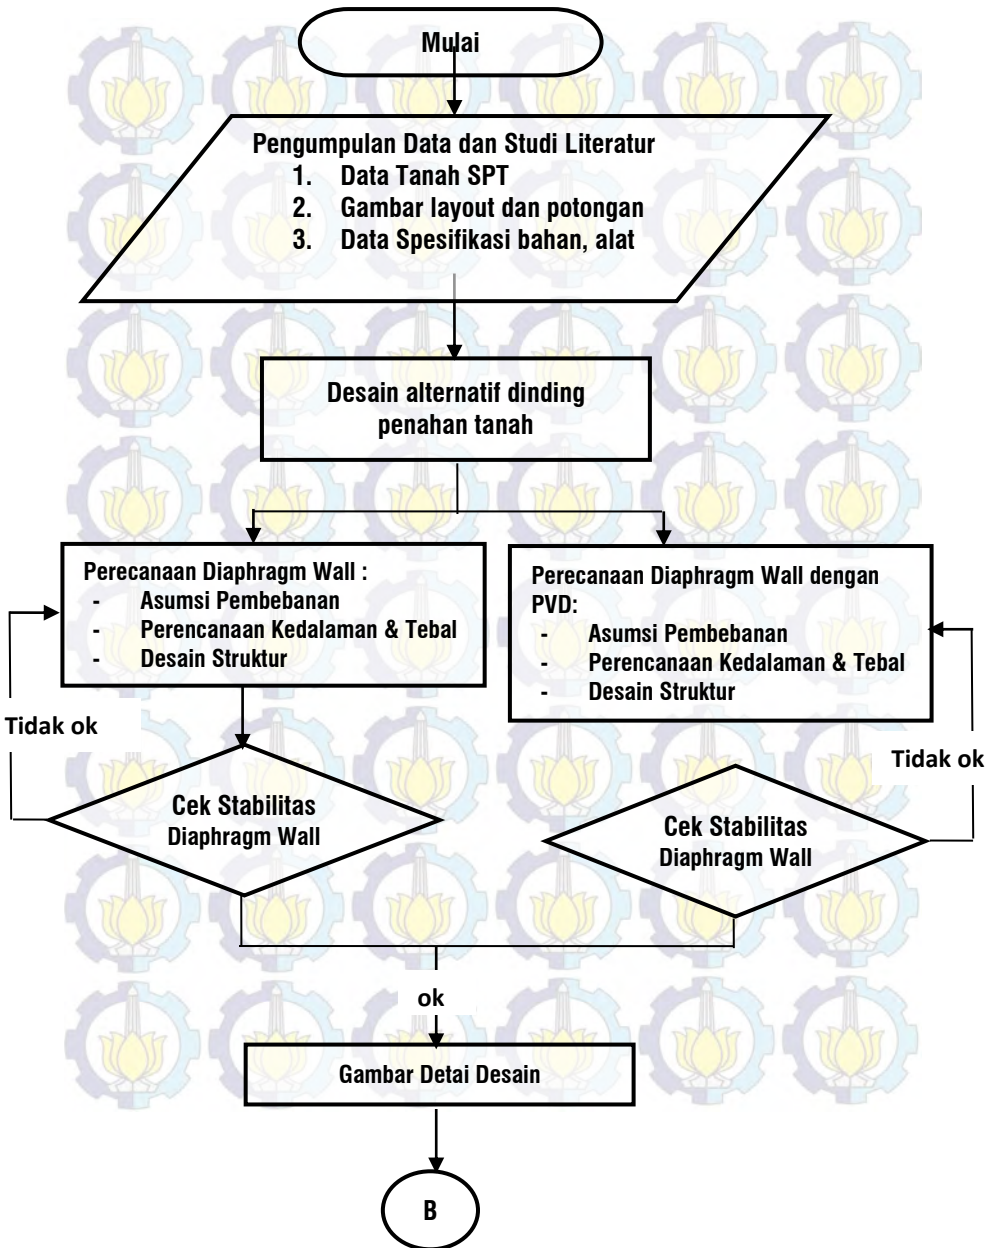 Mulai
Pengumpulan Data dan Studi Literatur
1. Data Tanah SPT
2. Gambar layout dan potongan
3. Data Spesifikasi bahan, alat
Desain alternatif dinding
penahan tanah
Perecanaan Diaphragm Wall :
- Asumsi Pembebanan
- Perencanaan Kedalaman & Tebal
- Desain Struktur
Perecanaan Diaphragm Wall dengan
PVD:
- Asumsi Pembebanan
- Perencanaan Kedalaman & Tebal
- Desain Struktur
Tidak ok
Tidak ok
Cek Stabilitas
Diaphragm Wall
Cek Stabilitas
Diaphragm Wall
ok
Gambar Detai Desain
B